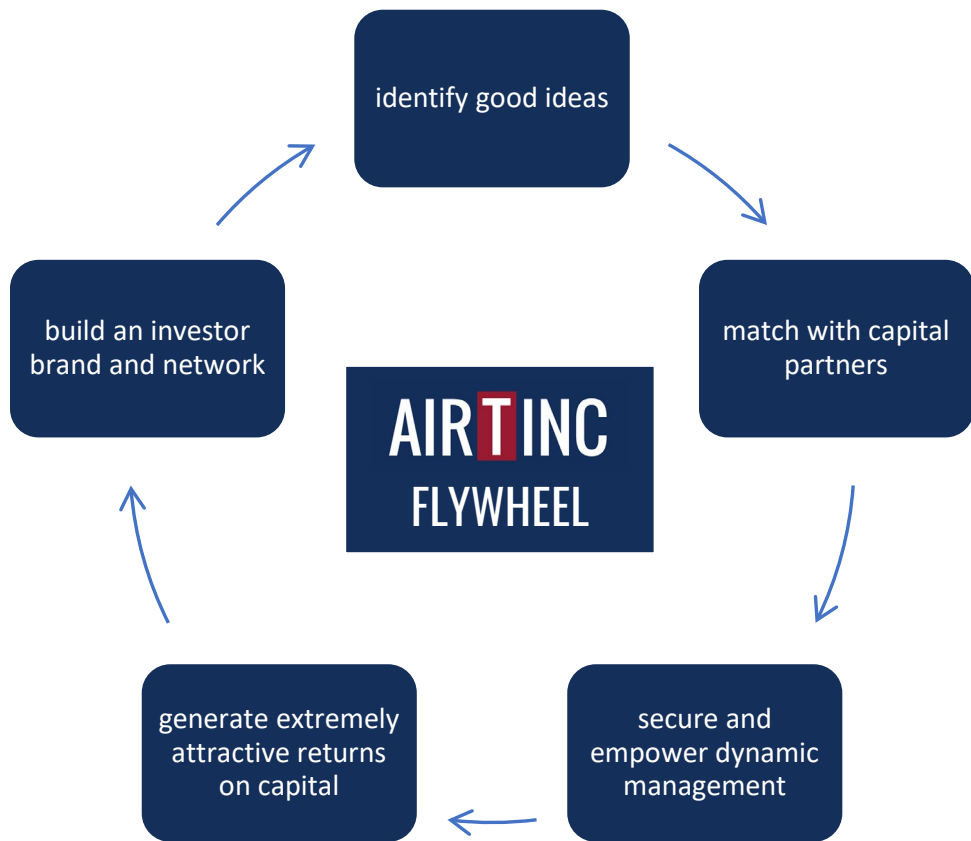 identify good ideas
match with capital
partners
secure and
empower dynamic
management
generate extremely
attractive returns
on capital
build an investor
brand and network
AIRTINC
FLYWHEEL